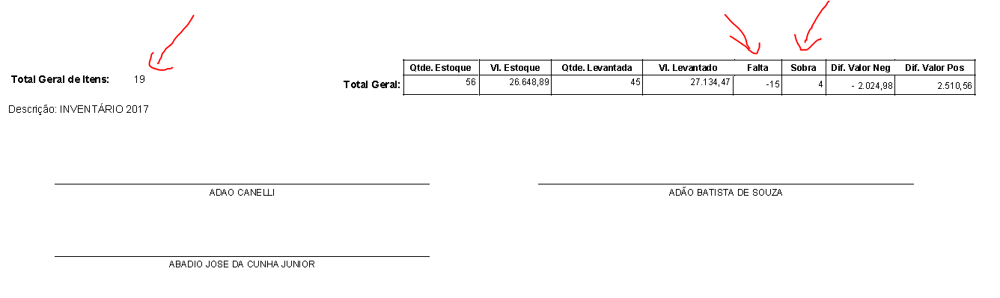 Qtde. Estoque Vl. Estoque Qtde. Levantada Vl. Levantado Falta Sobra Dif. Valor Neg Dif. Valor Pos
Total Geral de Itens: 19
Total Geral: 56 26.648,89 45 27.134,47 -15 4 - 2.024,98 2.510,56
Descrição: INVENTÁRIO 2017
ADAO CANELLI ADÃO BATISTA DE SOUZA
ABADIO JOSE DA CUNHA JUNIOR